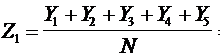 Z₁ = (Y₁ + Y₂ + Y₃ + Y₄ + Y₅) / N :